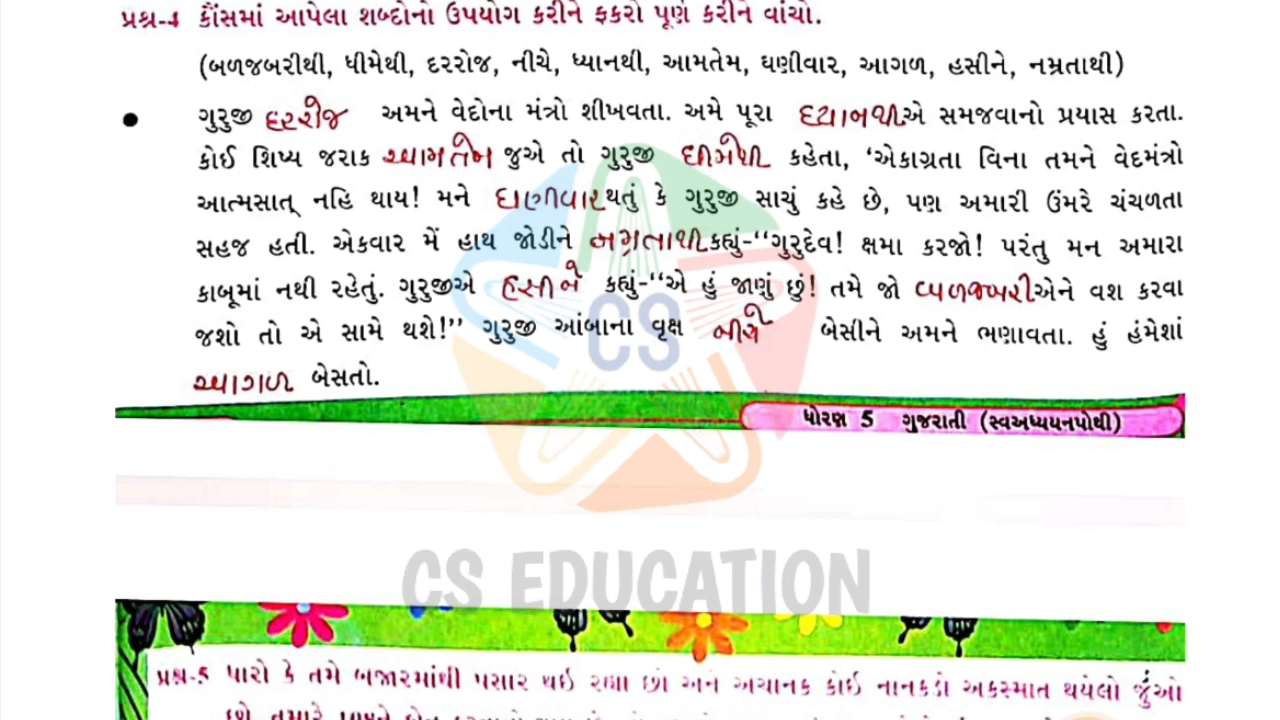 પ્રશ્ન-4 કૌંસમાં આપેલા શબ્દોનો ઉપયોગ કરીને ફકરો પૂર્ણ કરીને વાંચો.
(બળજબરીથી, ધીમેથી, દરરોજ, નીચે, ધ્યાનથી, આમતેમ, ઘણીવાર, આગળ, હસીને, નમ્રતાથી)
● ગુરુજી દરરોજ અમને વેદોના મંત્રો શીખવતા. અમે પૂરા ધ્યાનથીએ સમજવાનો પ્રયાસ કરતા.
કોઈ શિષ્ય જરાક આમતેમ જુએ તો ગુરુજી ધીમેથી કહેતા, ‘એકાગ્રતા વિના તમને વેદમંત્રો
આત્મસાત્ નહિ થાય! મને ઘણીવાર થતું કે ગુરુજી સાચું કહે છે, પણ અમારી ઉંમરે ચંચળતા
સહજ હતી. એકવાર મેં હાથ જોડીને નમ્રતાથી કહ્યું-“ગુરુદેવ! ક્ષમા કરજો! પરંતુ મન અમારા
કાબૂમાં નથી રહેતું. ગુરુજીએ હસીને કહ્યું-“એ હું જાણું છું! તમે જો બળજબરીએને વશ કરવા
જશો તો એ સામે થશે!” ગુરુજી આંબાના વૃક્ષ નીચે બેસીને અમને ભણાવતા. હું હંમેશાં
આગળ બેસતો.
CS
ધોરણ 5 ગુજરાતી (સ્વઅધ્યયનપોથી)
CS EDUCATION
પ્રશ્ન-5 ધારો કે તમે બજારમાંથી પસાર થઈ રહ્યા છો અને અચાનક કોઈ નાનકડો અકસ્માત થયેલો જુઓ